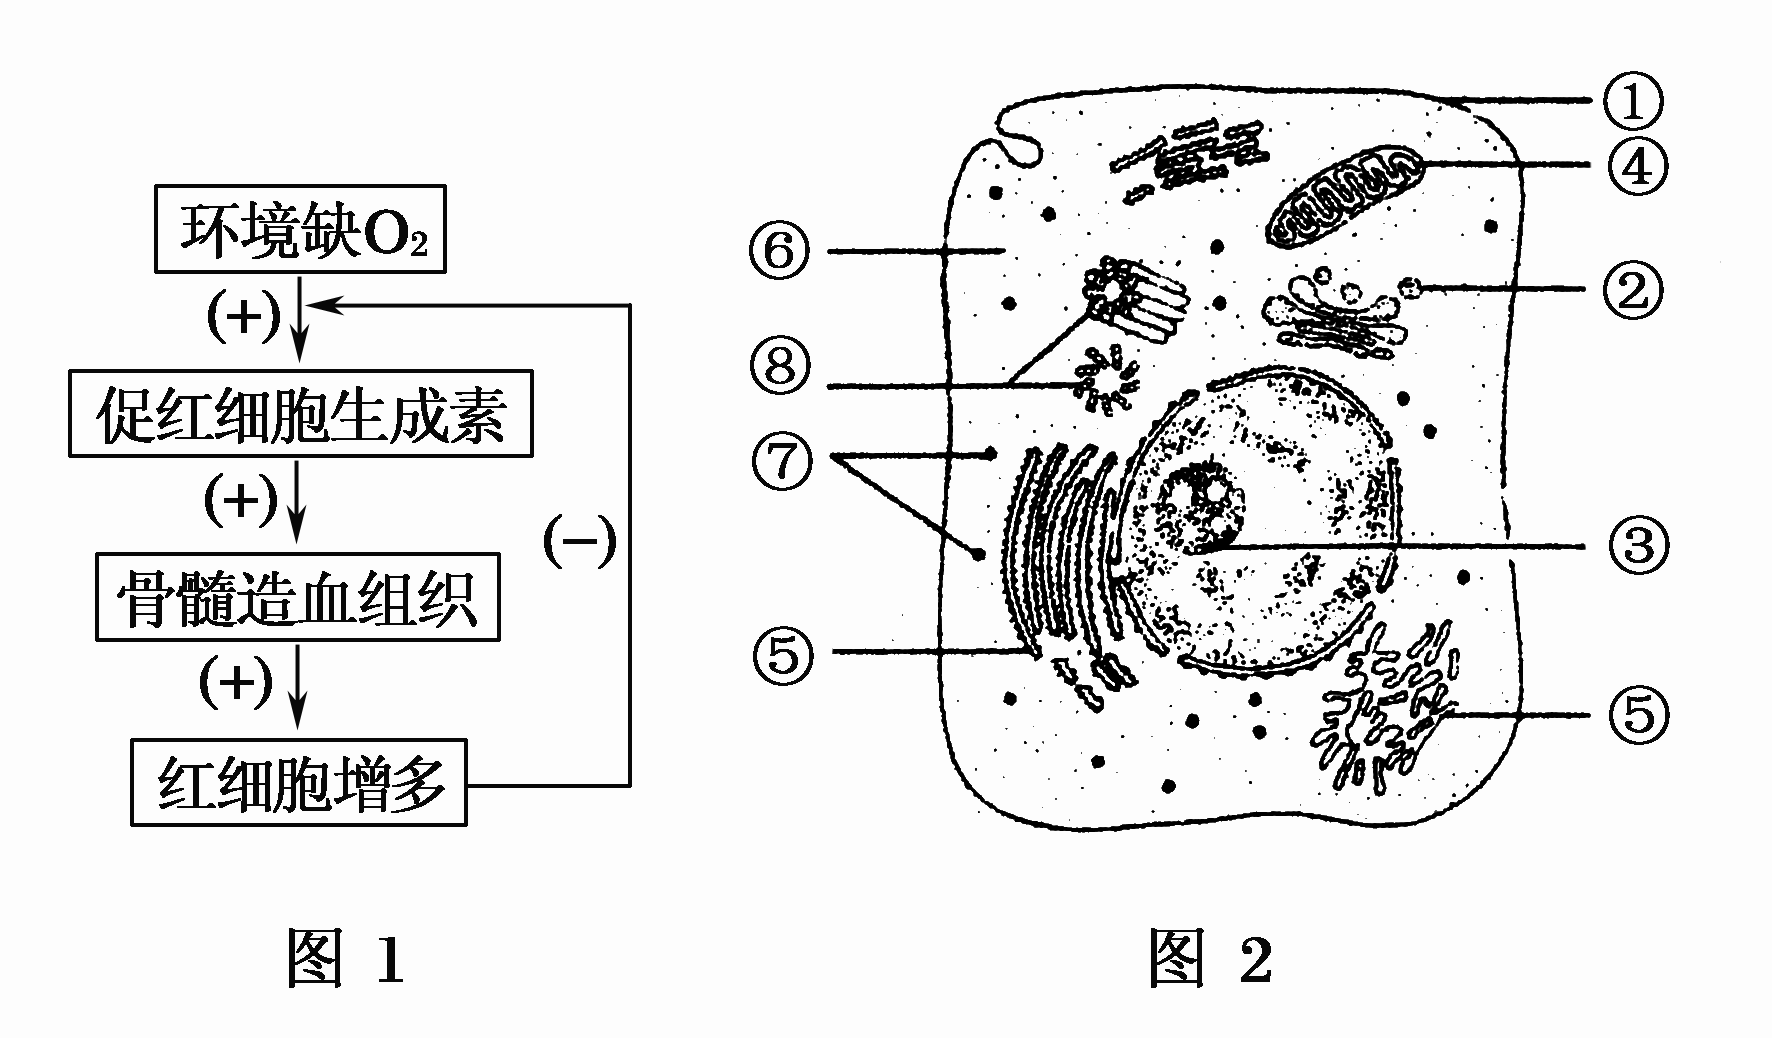 环境缺O₂
(+)
促红细胞生成素
(+)
(−)
骨髓造血组织
(+)
红细胞增多
图 1
①
④
⑥
②
⑧
⑦
③
⑤
⑤
图 2